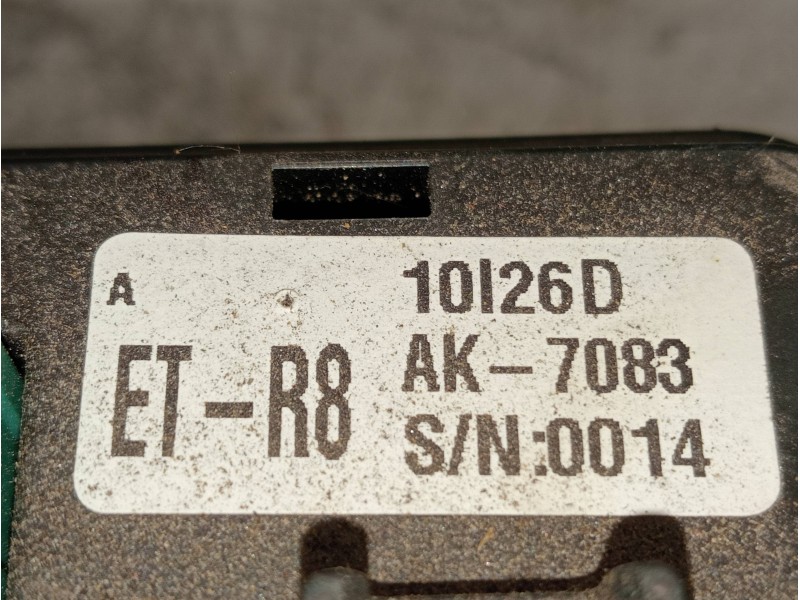 A
10I26D
ET-R8
AK-7083
S/N:0014